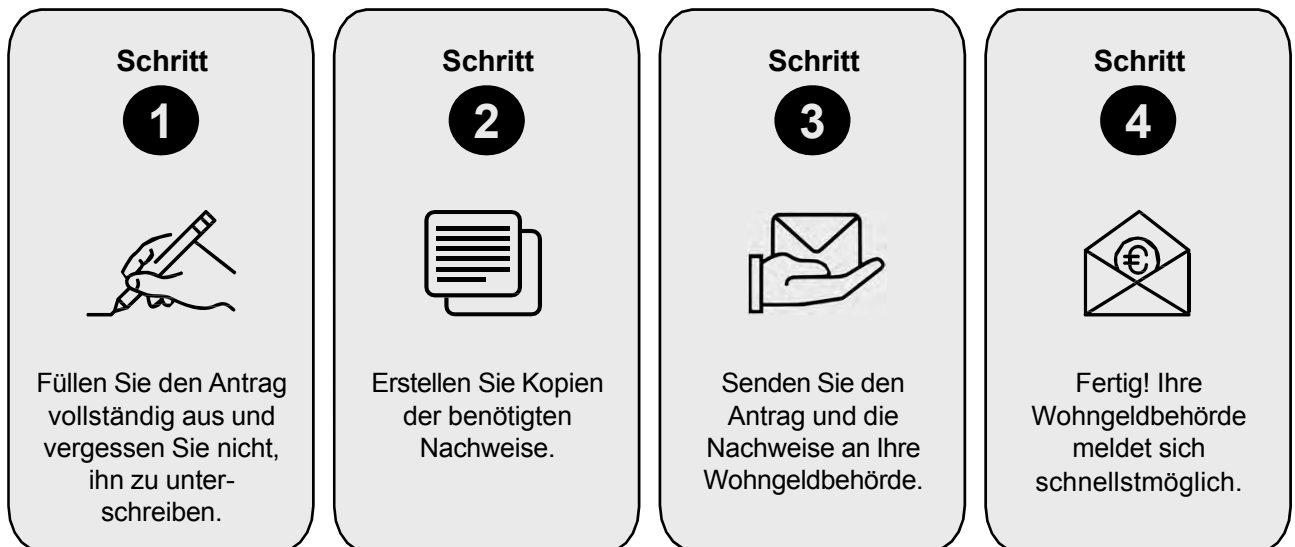 Schritt
1
Füllen Sie den Antrag
vollständig aus und
vergessen Sie nicht,
ihn zu unter-
schreiben.
Schritt
2
Erstellen Sie Kopien
der benötigten
Nachweise.
Schritt
3
Senden Sie den
Antrag und die
Nachweise an Ihre
Wohngeldbehörde.
Schritt
4
€
Fertig! Ihre
Wohngeldbehörde
meldet sich
schnellstmöglich.